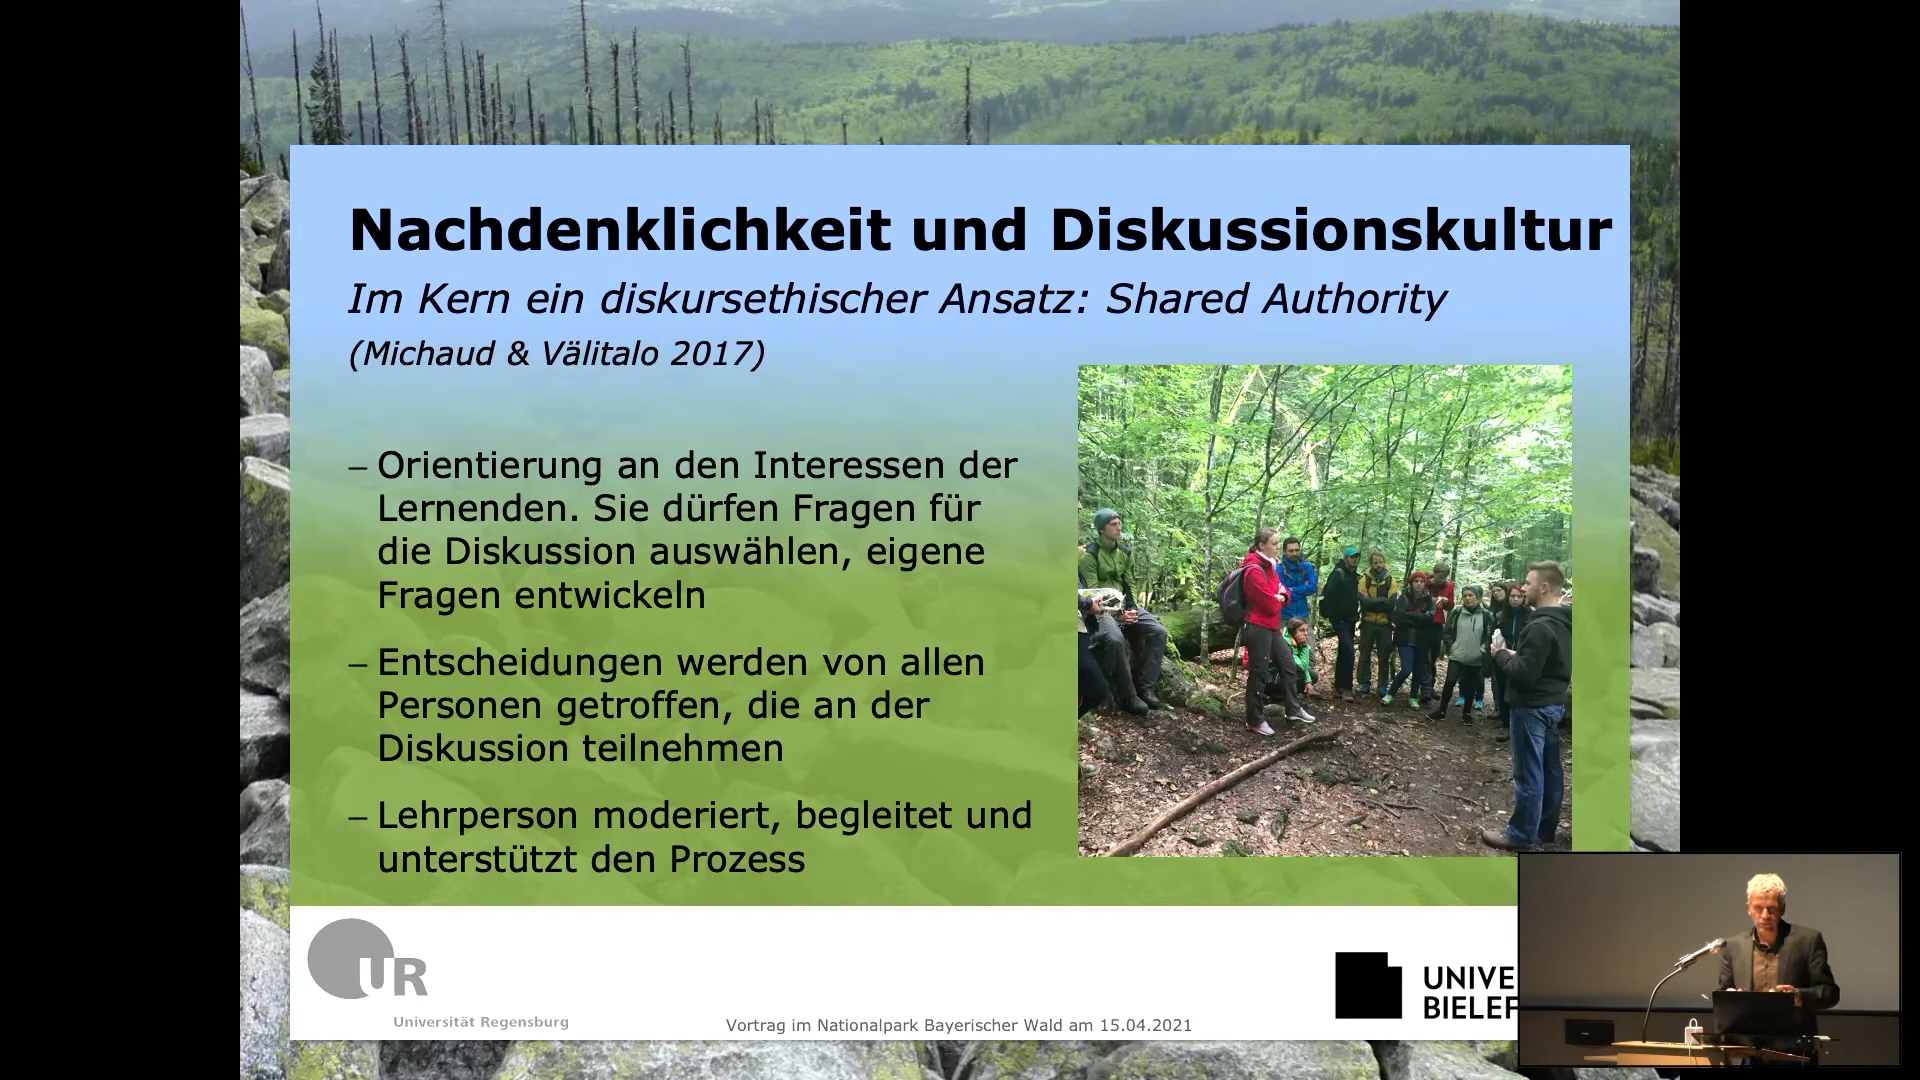 Nachdenklichkeit und Diskussionskultur
Im Kern ein diskursethischer Ansatz: Shared Authority
(Michaud & Välitalo 2017)
– Orientierung an den Interessen der
Lernenden. Sie dürfen Fragen für
die Diskussion auswählen, eigene
Fragen entwickeln
– Entscheidungen werden von allen
Personen getroffen, die an der
Diskussion teilnehmen
– Lehrperson moderiert, begleitet und
unterstützt den Prozess
UR
Universität Regensburg
Vortrag im Nationalpark Bayerischer Wald am 15.04.2021
UNIVE
BIELEF